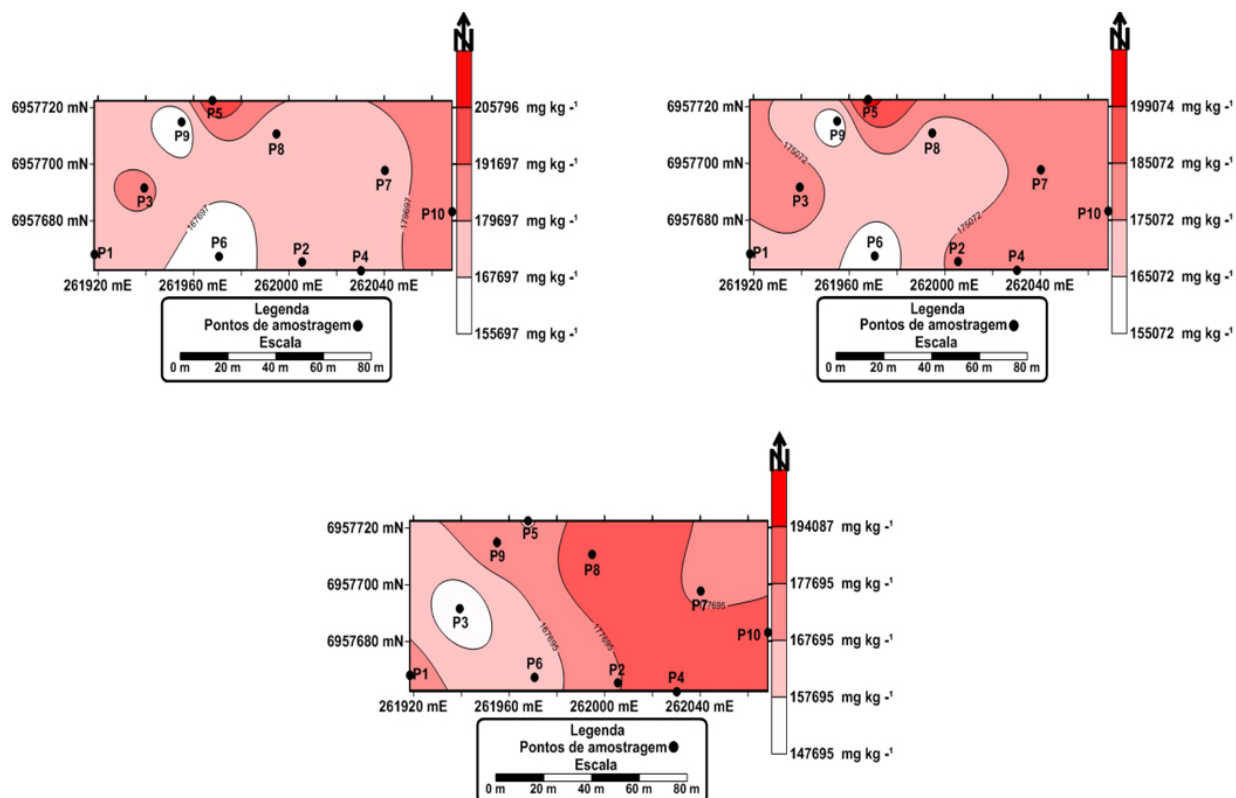 N
6957720 mN
6957700 mN
6957680 mN
P5
P9
P8
P3
P7
P10
P6
P2
P4
P1
167697
179697
261920 mE 261960 mE 262000 mE 262040 mE
205796 mg kg -1
191697 mg kg -1
179697 mg kg -1
167697 mg kg -1
155697 mg kg -1
Legenda
Pontos de amostragem
Escala
0 m 20 m 40 m 60 m 80 m
N
6957720 mN
6957700 mN
6957680 mN
P5
P9
P8
P3
P7
P10
P6
P2
P4
P1
175072
175072
261920 mE 261960 mE 262000 mE 262040 mE
199074 mg kg -1
185072 mg kg -1
175072 mg kg -1
165072 mg kg -1
155072 mg kg -1
Legenda
Pontos de amostragem
Escala
0 m 20 m 40 m 60 m 80 m
N
6957720 mN
6957700 mN
6957680 mN
P5
P9
P8
P7
P3
P10
P6
P2
P1
P4
167695
177695
177695
261920 mE 261960 mE 262000 mE 262040 mE
194087 mg kg -1
177695 mg kg -1
167695 mg kg -1
157695 mg kg -1
147695 mg kg -1
Legenda
Pontos de amostragem
Escala
0 m 20 m 40 m 60 m 80 m